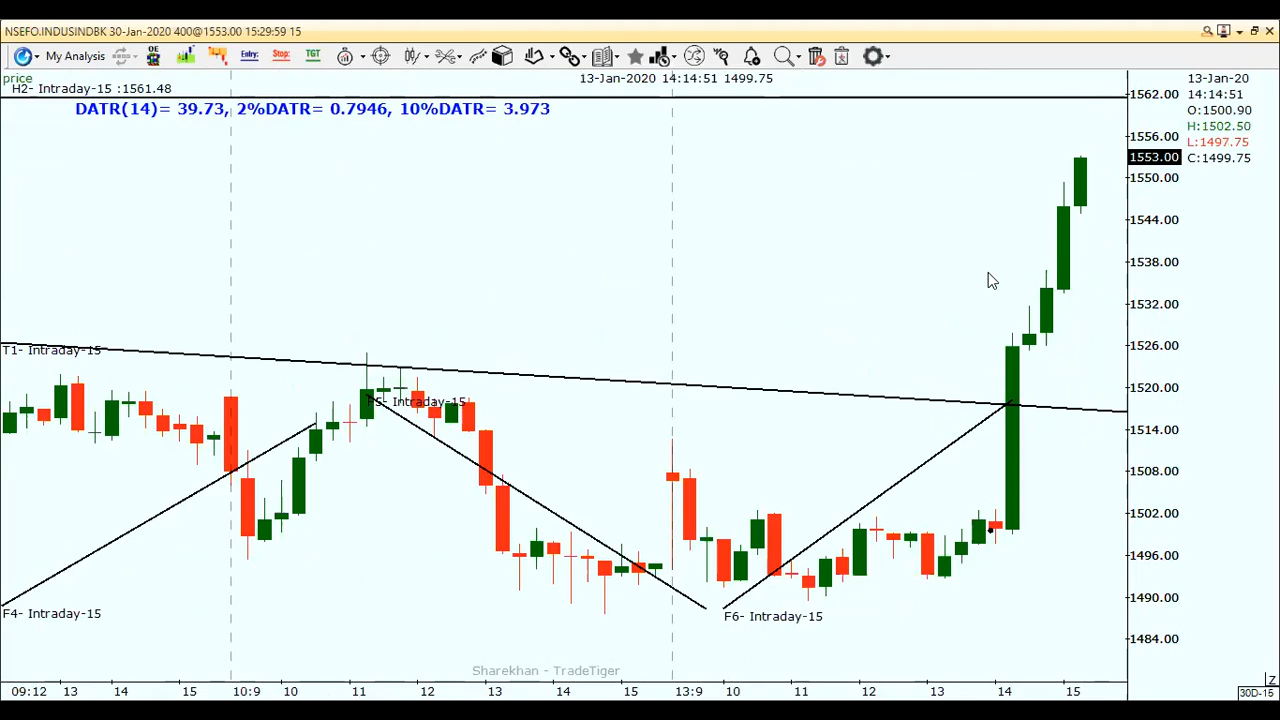 NSEFO.INDUSINDBK 30-Jan-2020 400@1553.00 15:29:59 15
My Analysis OE Entry: Stop: TGT
price
13-Jan-2020 14:14:51 1499.75
13-Jan-20
14:14:51
O:1500.90
H:1502.50
L:1497.75
C:1499.75
H2- Intraday-15 :1561.48
DATR(14)= 39.73, 2%DATR= 0.7946, 10%DATR= 3.973
1562.00
1556.00
1553.00
1550.00
1544.00
1538.00
1532.00
1526.00
1520.00
1514.00
1508.00
1502.00
1496.00
1490.00
1484.00
T1- Intraday-15
F5- Intraday-15
F4- Intraday-15
F6- Intraday-15
Sharekhan - TradeTiger
09:12 13 14 15 10:9 10 11 12 13 14 15 13:9 10 11 12 13 14 15
Z
30D-15